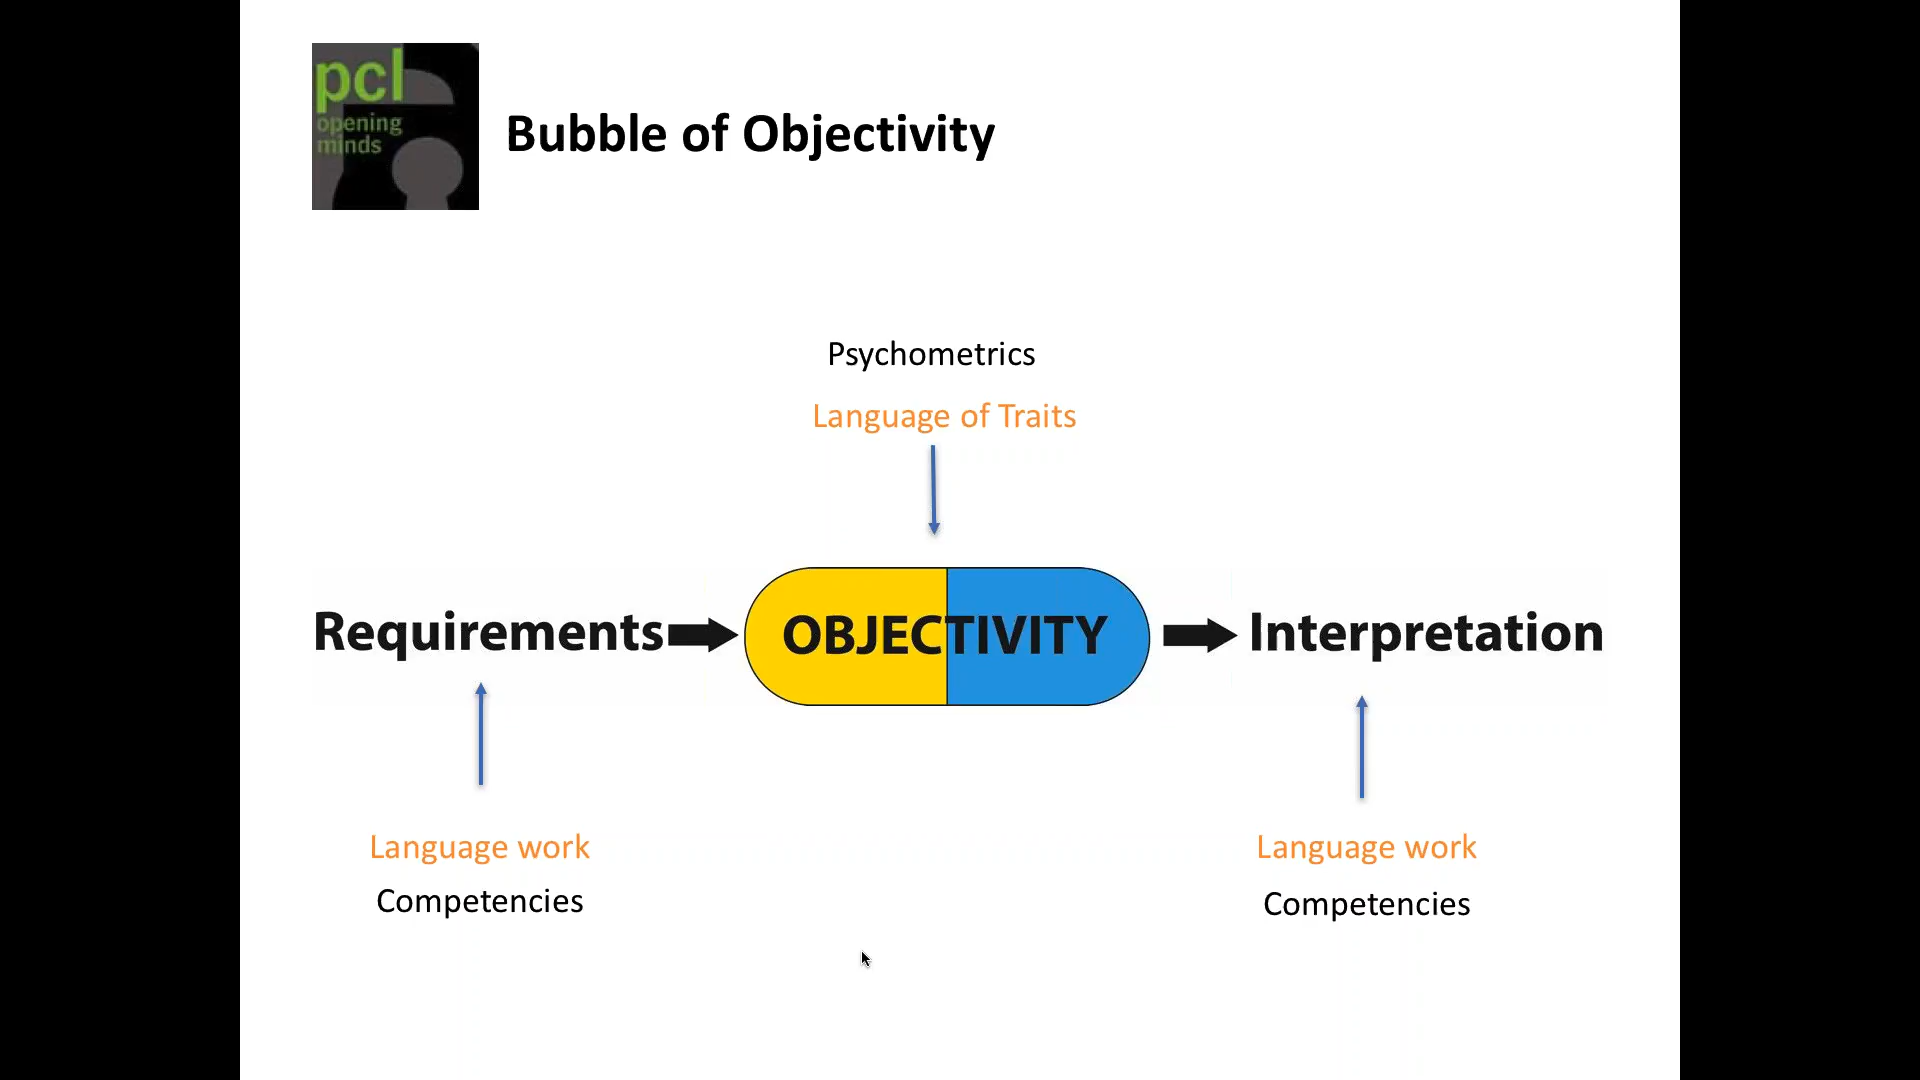 pcl
opening
minds
Bubble of Objectivity
Psychometrics
Language of Traits
Requirements
OBJECTIVITY
Interpretation
Language work
Competencies
Language work
Competencies